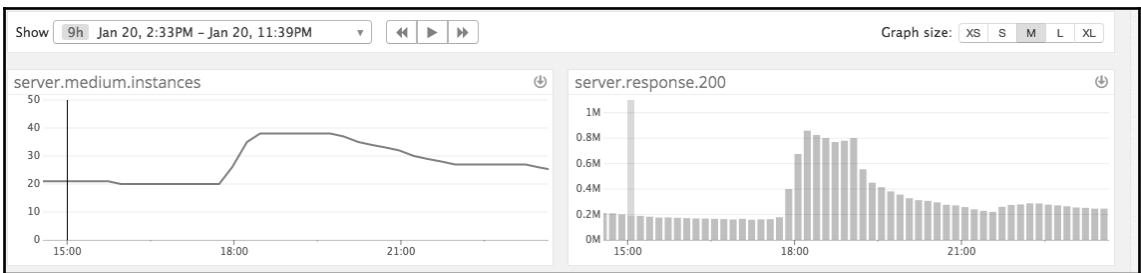 Show 9h Jan 20, 2:33PM – Jan 20, 11:39PM Graph size: XS S M L XL
server.medium.instances
50
40
30
20
10
0
15:00 18:00 21:00
server.response.200
1M
0.8M
0.6M
0.4M
0.2M
0M
15:00 18:00 21:00